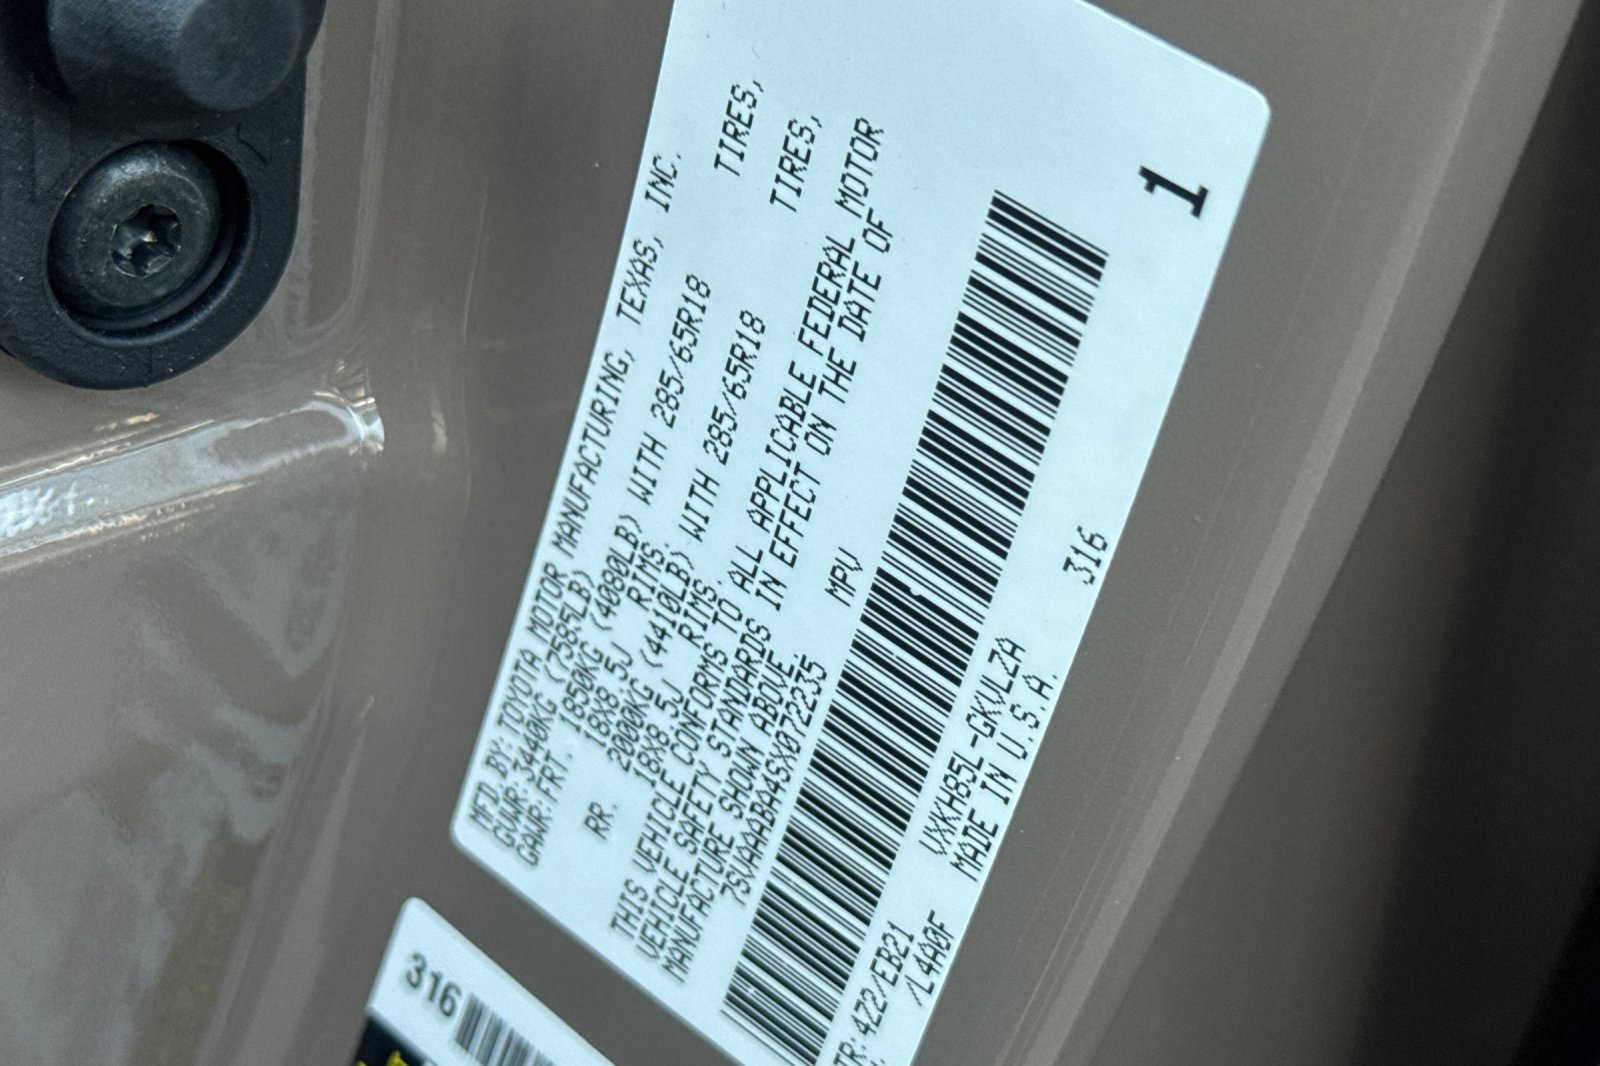 MFD.BY:TOYOTA MOTOR MANUFACTURING, TEXAS, INC.
GVWR:3440KG (7585LB)
GAWR:FRT. 1850KG (4080LB) WITH 285/65R18 TIRES,
18X8.5J RIMS.
RR. 2000KG (4410LB) WITH 285/65R18 TIRES,
18X8.5J RIMS.
THIS VEHICLE CONFORMS TO ALL APPLICABLE FEDERAL MOTOR
VEHICLE SAFETY STANDARDS IN EFFECT ON THE DATE OF
MANUFACTURE SHOWN ABOVE.
7SVAAABA4SX072235 MPV
1
TR:4Z2/EB21 VXKH85L-GKVLZA 316
/L4A0F MADE IN U.S.A.
316